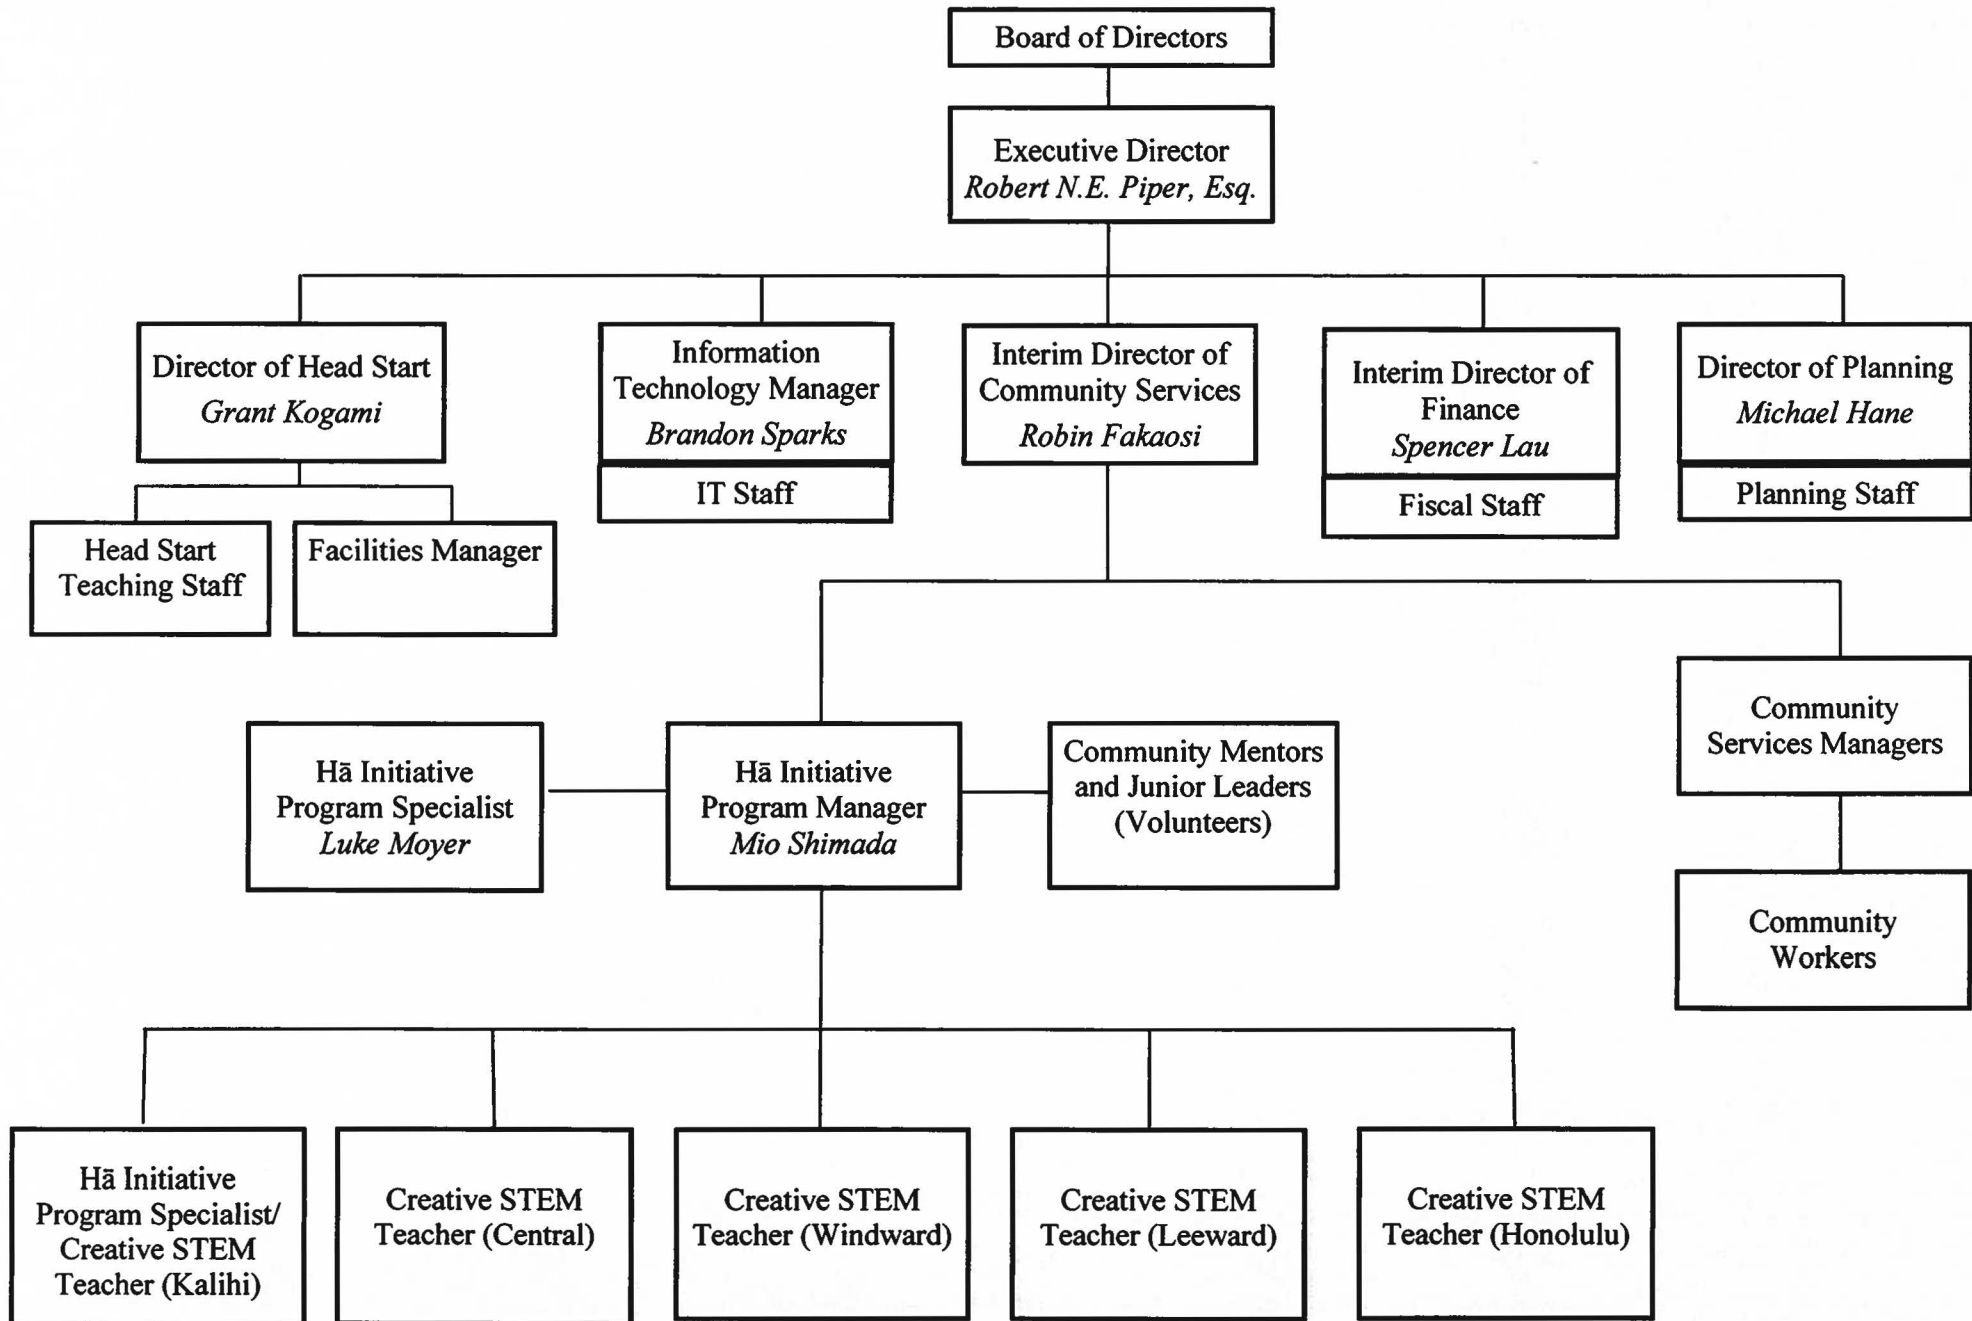 Board of Directors
Executive Director
Robert N.E. Piper, Esq.
Director of Head Start
Grant Kogami
Information
Technology Manager
Brandon Sparks
IT Staff
Interim Director of
Community Services
Robin Fakaosi
Interim Director of
Finance
Spencer Lau
Fiscal Staff
Director of Planning
Michael Hane
Planning Staff
Head Start
Teaching Staff
Facilities Manager
Hā Initiative
Program Specialist
Luke Moyer
Hā Initiative
Program Manager
Mio Shimada
Community Mentors
and Junior Leaders
(Volunteers)
Community
Services Managers
Community
Workers
Hā Initiative
Program Specialist/
Creative STEM
Teacher (Kalihi)
Creative STEM
Teacher (Central)
Creative STEM
Teacher (Windward)
Creative STEM
Teacher (Leeward)
Creative STEM
Teacher (Honolulu)